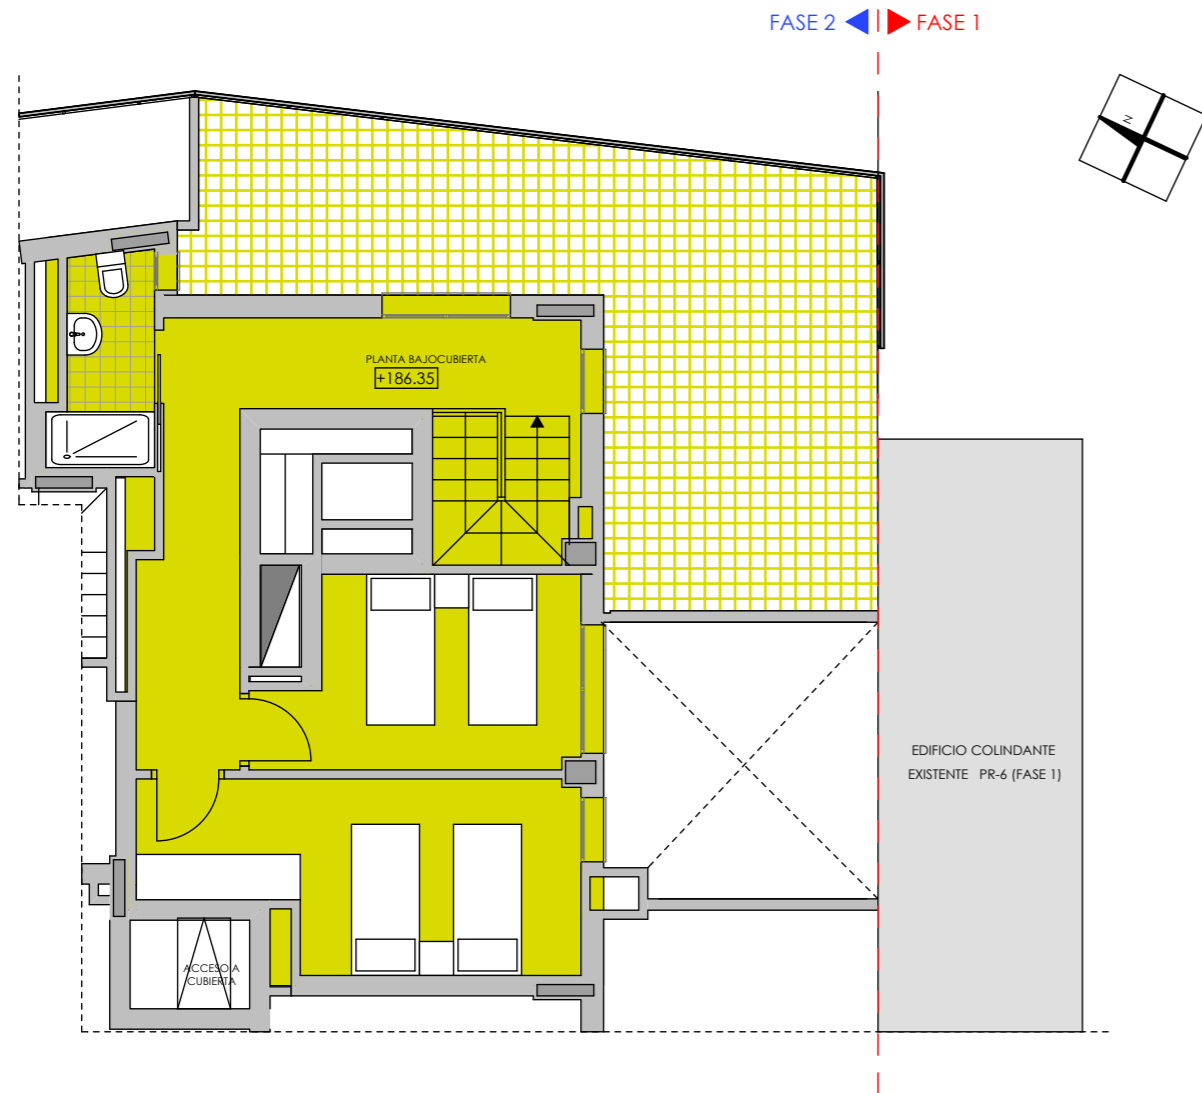 FASE 2 FASE 1
N
PLANTA BAJOCUBIERTA
+186.35
EDIFICIO COLINDANTE
EXISTENTE PR-6 (FASE 1)
ACCESO A
CUBIERTA